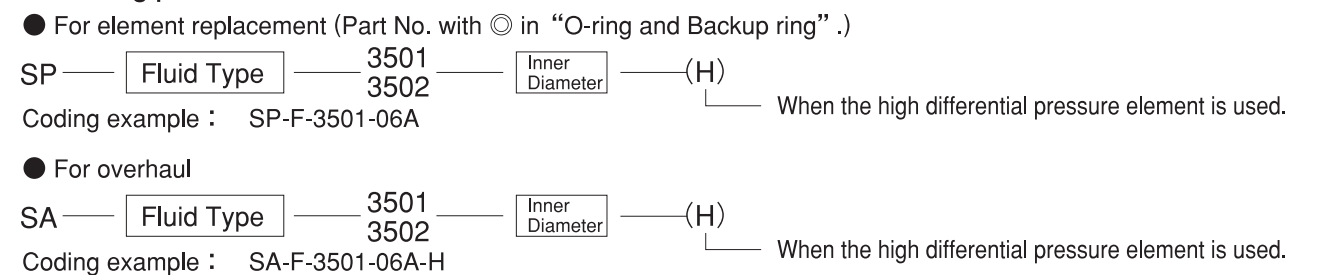 ● For element replacement (Part No. with ◎ in “O-ring and Backup ring” .)
SP Fluid Type 3501 3502 Inner Diameter (H)
When the high differential pressure element is used.
Coding example : SP-F-3501-06A
● For overhaul
SA Fluid Type 3501 3502 Inner Diameter (H)
When the high differential pressure element is used.
Coding example : SA-F-3501-06A-H